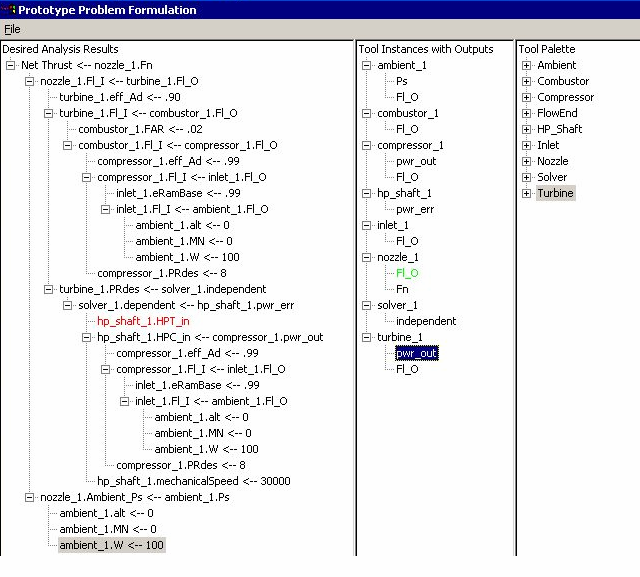 Prototype Problem Formulation
File
Desired Analysis Results
Net Thrust <-- nozzle_1.Fn
nozzle_1.Fl_I <-- turbine_1.Fl_O
turbine_1.eff_Ad <-- .90
turbine_1.Fl_I <-- combustor_1.Fl_O
combustor_1.FAR <-- .02
combustor_1.Fl_I <-- compressor_1.Fl_O
compressor_1.eff_Ad <-- .99
compressor_1.Fl_I <-- inlet_1.Fl_O
inlet_1.eRamBase <-- .99
inlet_1.Fl_I <-- ambient_1.Fl_O
ambient_1.alt <-- 0
ambient_1.MN <-- 0
ambient_1.W <-- 100
compressor_1.PRdes <-- 8
turbine_1.PRdes <-- solver_1.independent
solver_1.dependent <-- hp_shaft_1.pwr_err
hp_shaft_1.HPT_in
hp_shaft_1.HPC_in <-- compressor_1.pwr_out
compressor_1.eff_Ad <-- .99
compressor_1.Fl_I <-- inlet_1.Fl_O
inlet_1.eRamBase <-- .99
inlet_1.Fl_I <-- ambient_1.Fl_O
ambient_1.alt <-- 0
ambient_1.MN <-- 0
ambient_1.W <-- 100
compressor_1.PRdes <-- 8
hp_shaft_1.mechanicalSpeed <-- 30000
nozzle_1.Ambient_Ps <-- ambient_1.Ps
ambient_1.alt <-- 0
ambient_1.MN <-- 0
ambient_1.W <-- 100
Tool Instances with Outputs
ambient_1
Ps
Fl_O
combustor_1
Fl_O
compressor_1
pwr_out
Fl_O
hp_shaft_1
pwr_err
inlet_1
Fl_O
nozzle_1
Fl_O
Fn
solver_1
independent
turbine_1
pwr_out
Fl_O
Tool Palette
Ambient
Combustor
Compressor
FlowEnd
HP_Shaft
Inlet
Nozzle
Solver
Turbine